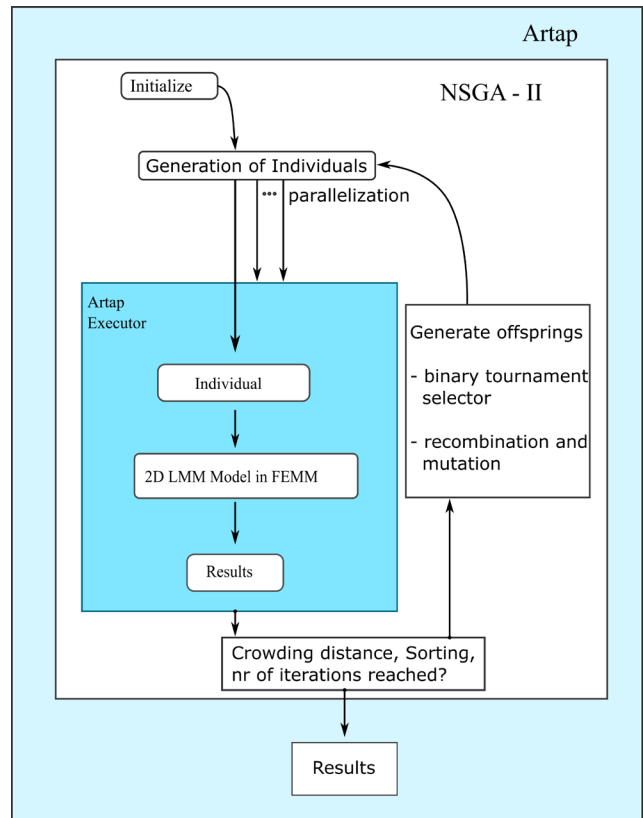 Artap
NSGA - II
Initialize
Generation of Individuals
... parallelization
Artap
Executor
Individual
2D LMM Model in FEMM
Results
Generate offsprings
- binary tournament
selector
- recombination and
mutation
Crowding distance, Sorting,
nr of iterations reached?
Results